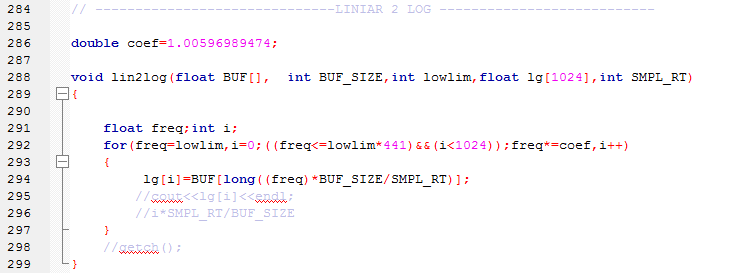 284 // ------------------------------LINIAR 2 LOG ---------------------------
285
286 double coef=1.00596989474;
287
288 void lin2log(float BUF[],  int BUF_SIZE,int lowlim,float lg[1024],int SMPL_RT)
289 {
290
291 float freq;int i;
292 for(freq=lowlim,i=0;((freq<=lowlim*441)&&(i<1024));freq*=coef,i++)
293 {
294 lg[i]=BUF[long((freq)*BUF_SIZE/SMPL_RT)];
295 //cout<<lg[i]<<endl;
296 //i*SMPL_RT/BUF_SIZE
297 }
298 //getch();
299 }